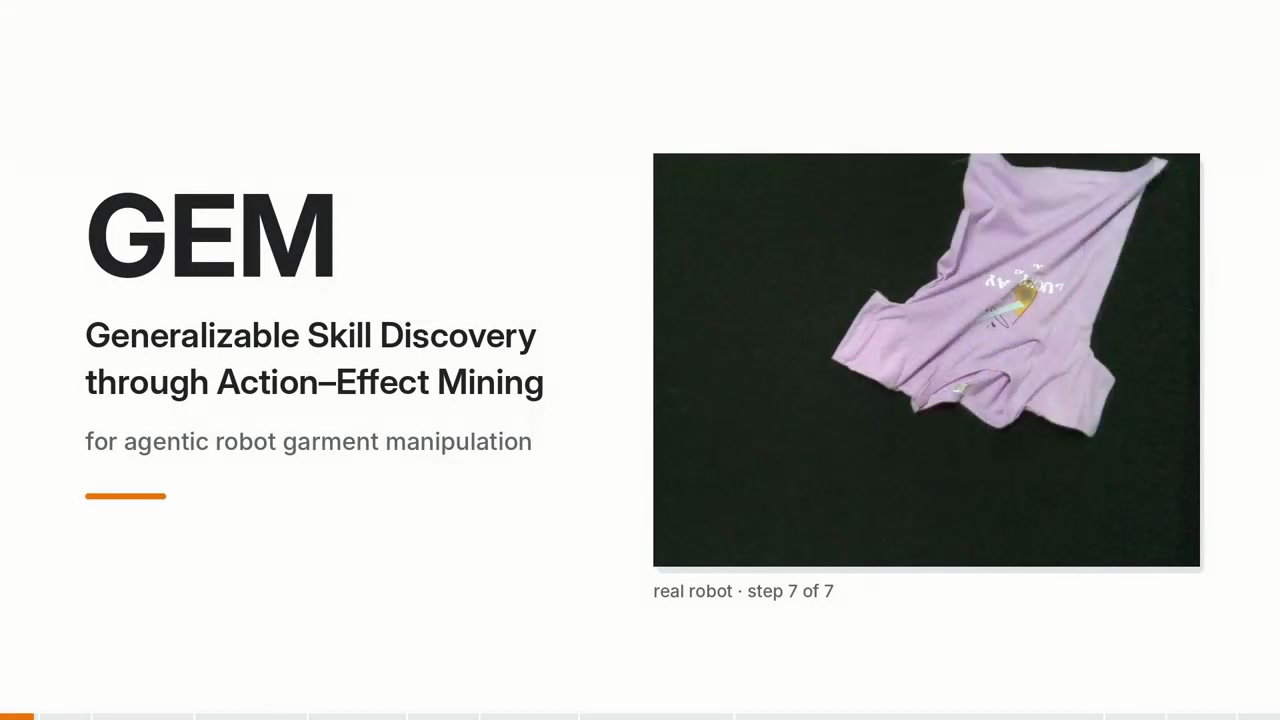 GEM
Generalizable Skill Discovery
through Action–Effect Mining
for agentic robot garment manipulation
real robot · step 7 of 7